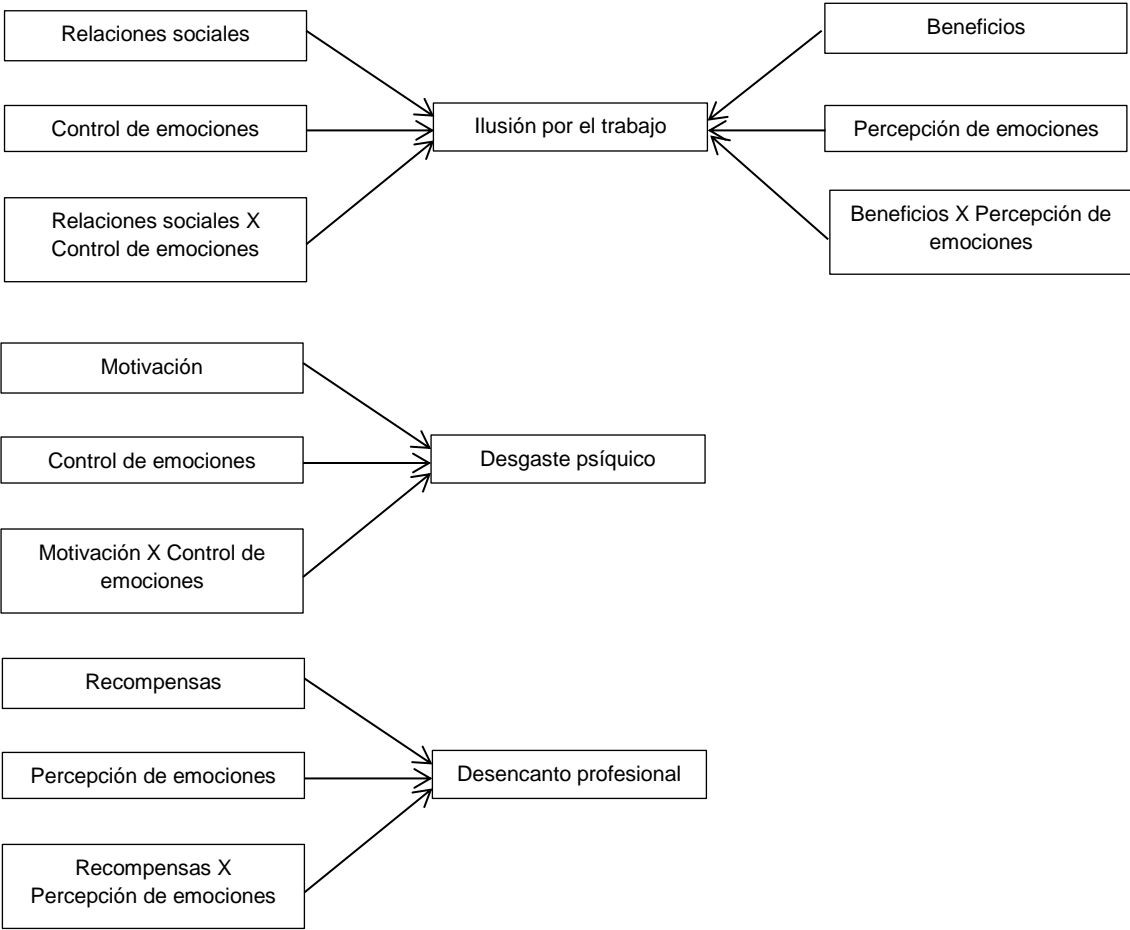 Relaciones sociales
Beneficios
Control de emociones
Ilusión por el trabajo
Percepción de emociones
Relaciones sociales X
Control de emociones
Beneficios X Percepción de
emociones
Motivación
Control de emociones
Desgaste psíquico
Motivación X Control de
emociones
Recompensas
Percepción de emociones
Desencanto profesional
Recompensas X
Percepción de emociones